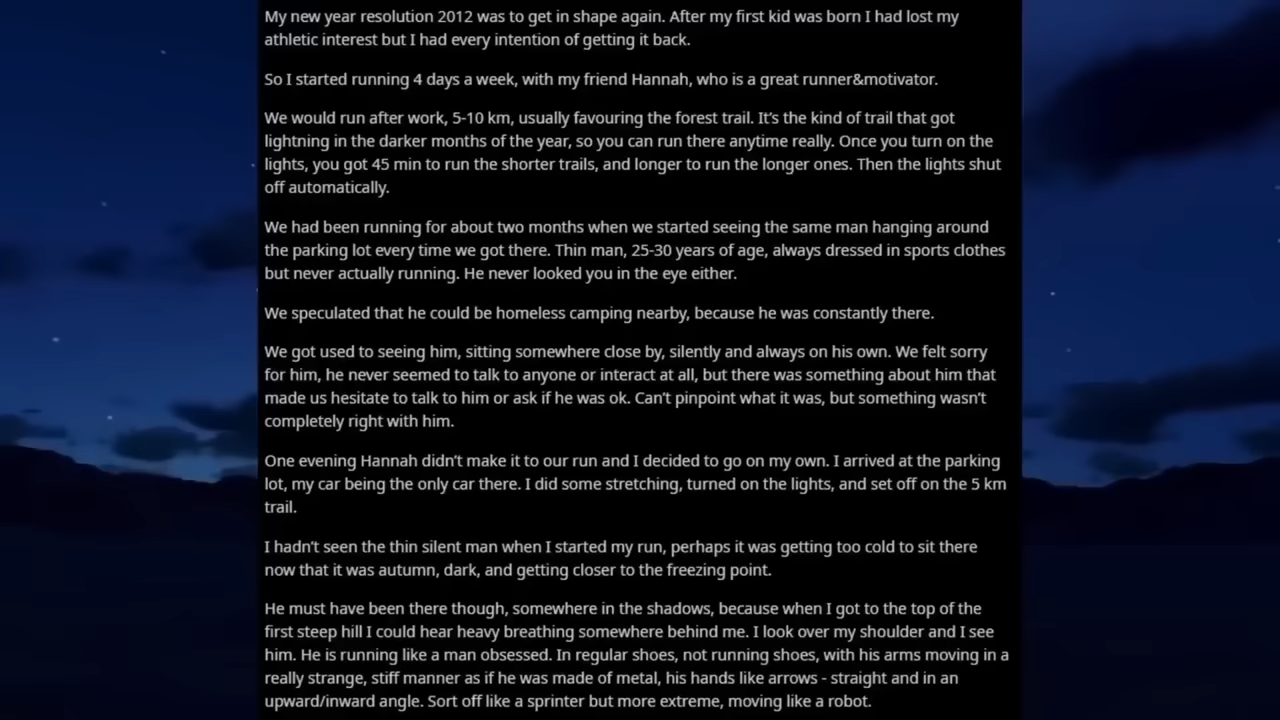 My new year resolution 2012 was to get in shape again. After my first kid was born I had lost my
athletic interest but I had every intention of getting it back.
So I started running 4 days a week, with my friend Hannah, who is a great runner&motivator.
We would run after work, 5-10 km, usually favouring the forest trail. It's the kind of trail that got
lightning in the darker months of the year, so you can run there anytime really. Once you turn on the
lights, you got 45 min to run the shorter trails, and longer to run the longer ones. Then the lights shut
off automatically.
We had been running for about two months when we started seeing the same man hanging around
the parking lot every time we got there. Thin man, 25-30 years of age, always dressed in sports clothes
but never actually running. He never looked you in the eye either.
We speculated that he could be homeless camping nearby, because he was constantly there.
We got used to seeing him, sitting somewhere close by, silently and always on his own. We felt sorry
for him, he never seemed to talk to anyone or interact at all, but there was something about him that
made us hesitate to talk to him or ask if he was ok. Can't pinpoint what it was, but something wasn't
completely right with him.
One evening Hannah didn't make it to our run and I decided to go on my own. I arrived at the parking
lot, my car being the only car there. I did some stretching, turned on the lights, and set off on the 5 km
trail.
I hadn't seen the thin silent man when I started my run, perhaps it was getting too cold to sit there
now that it was autumn, dark, and getting closer to the freezing point.
He must have been there though, somewhere in the shadows, because when I got to the top of the
first steep hill I could hear heavy breathing somewhere behind me. I look over my shoulder and I see
him. He is running like a man obsessed. In regular shoes, not running shoes, with his arms moving in a
really strange, stiff manner as if he was made of metal, his hands like arrows - straight and in an
upward/inward angle. Sort off like a sprinter but more extreme, moving like a robot.